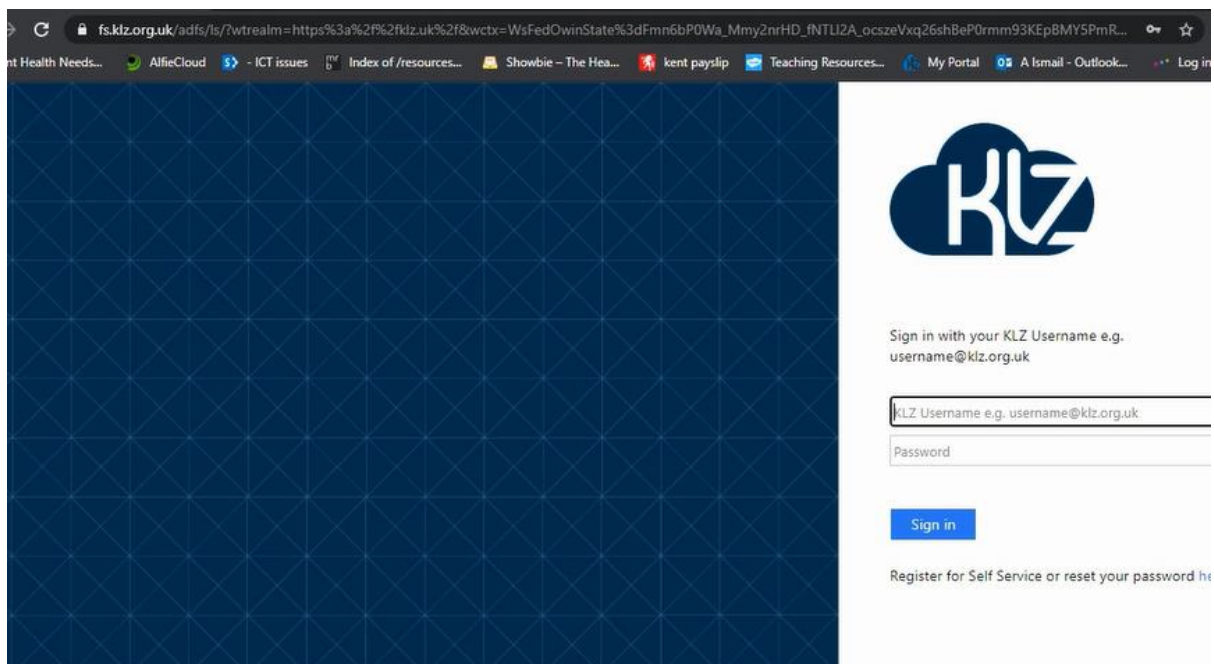 fs.klz.org.uk/adfs/ls/?wtrealm=https%3a%2f%2fklz.uk%2f&wctx=WsFedOwinState%3dFmn6bP0Wa_Mmy2nrHD_fNTLI2A_ocszeVxq26shBeP0rmm93KEpBMY5PmR...
nt Health Needs... AlfieCloud - ICT issues Index of /resources... Showbie – The Hea... kent payslip Teaching Resources... My Portal A Ismail - Outlook... Log in
KLZ
Sign in with your KLZ Username e.g.
username@klz.org.uk
KLZ Username e.g. username@klz.org.uk
Password
Sign in
Register for Self Service or reset your password he